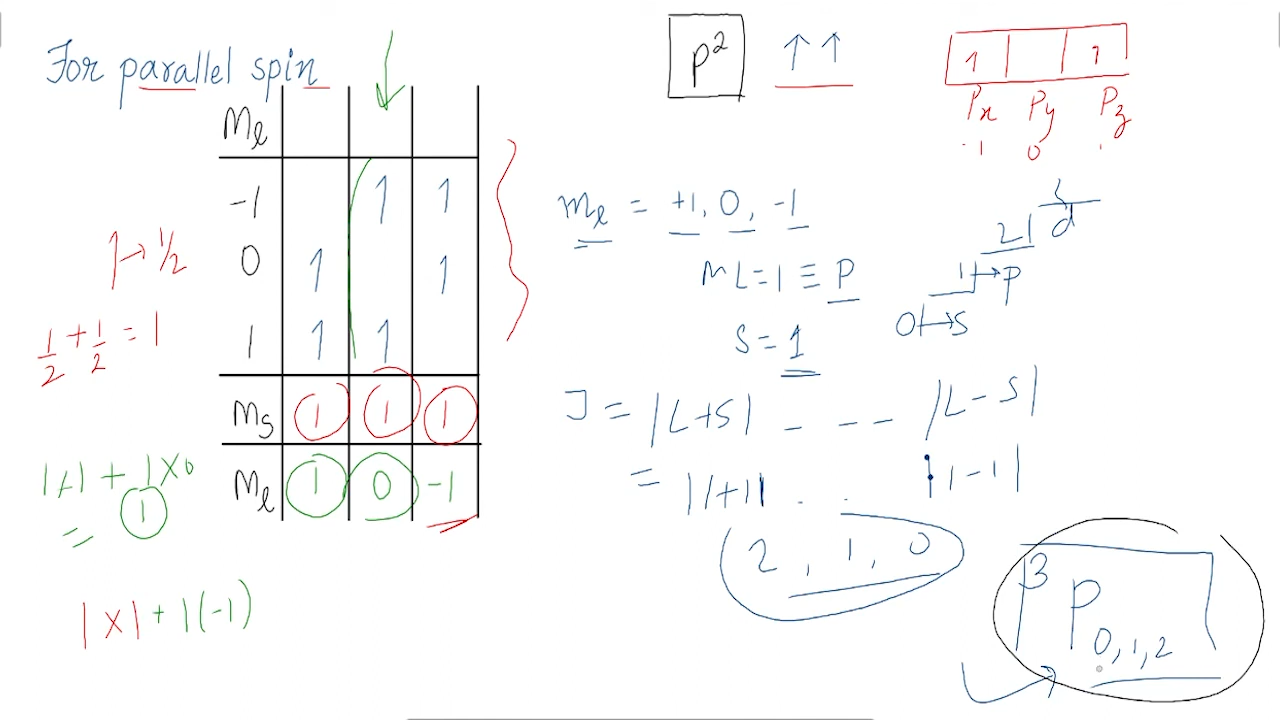 For parallel spin
Mℓ
-1 1 1
0 1 1
1 1 1
Ms 1 1 1
Mℓ 1 0 -1
1 → 1/2
1/2 + 1/2 = 1
1×1 + 1×0
= 1
1×1 + 1(-1)
p² ↑↑
1 1
Px Py Pz
-1 0
mℓ = +1, 0, -1
ML=1 ≡ P
S = 1
0 → S
1 → P
2
d
J = |L+S| - - - |L-S|
= |1+1| . . |1-1|
2, 1, 0
³P0,1,2